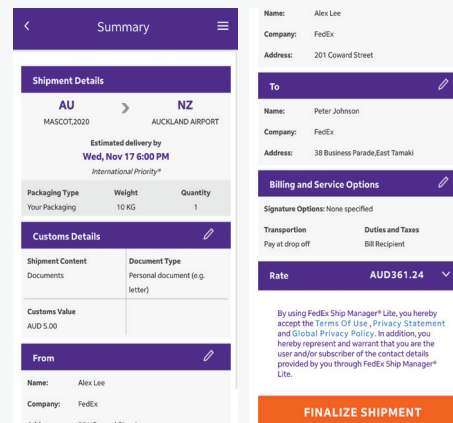 Summary
Shipment Details
AU NZ
MASCOT,2020 AUCKLAND AIRPORT
Estimated delivery by
Wed, Nov 17 6:00 PM
International Priority®
Packaging Type Weight Quantity
Your Packaging 10 KG 1
Customs Details
Shipment Content Document Type
Documents Personal document (e.g.
letter)
Customs Value
AUD 5.00
From
Name: Alex Lee
Company: FedEx
Name: Alex Lee
Company: FedEx
Address: 201 Coward Street
To
Name: Peter Johnson
Company: FedEx
Address: 38 Business Parade,East Tamaki
Billing and Service Options
Signature Options: None specified
Transportion Duties and Taxes
Pay at drop off Bill Recipient
Rate AUD361.24
By using FedEx Ship Manager® Lite, you hereby
accept the Terms Of Use , Privacy Statement
and Global Privacy Policy. In addition, you
hereby represent and warrant that you are the
user and/or subscriber of the contact details
provided by you through FedEx Ship Manager®
Lite.
FINALIZE SHIPMENT